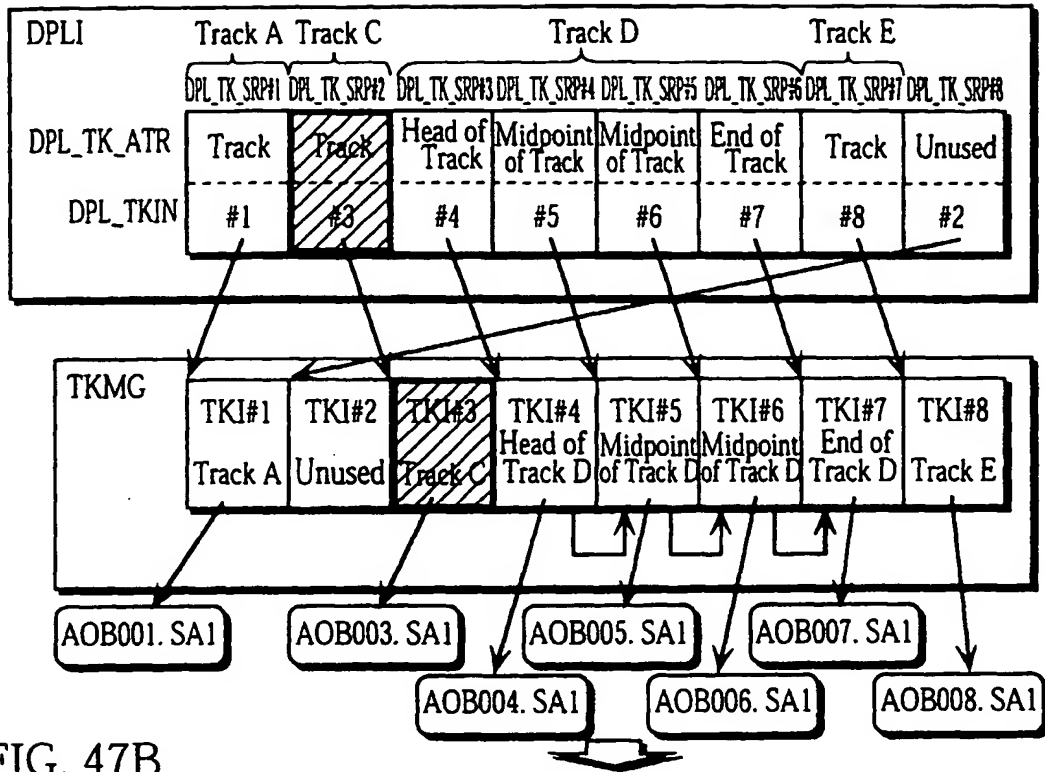 DPLI
Track A Track C Track D Track E
DPL_TK_SRP#1 DPL_TK_SRP#2 DPL_TK_SRP#3 DPL_TK_SRP#4 DPL_TK_SRP#5 DPL_TK_SRP#6 DPL_TK_SRP#7 DPL_TK_SRP#8
DPL_TK_ATR Track Track Head of Midpoint Midpoint End of Track Unused
Track of Track of Track Track
DPL_TKIN #1 #3 #4 #5 #6 #7 #8 #2
TKMG
TKI#1 TKI#2 TKI#3 TKI#4 TKI#5 TKI#6 TKI#7 TKI#8
Head of Midpoint Midpoint End of
Track A Unused Track C Track D of Track D of Track D Track D Track E
AOB001. SA1 AOB003. SA1 AOB005. SA1 AOB007. SA1
AOB004. SA1 AOB006. SA1 AOB008. SA1
FIG. 47B